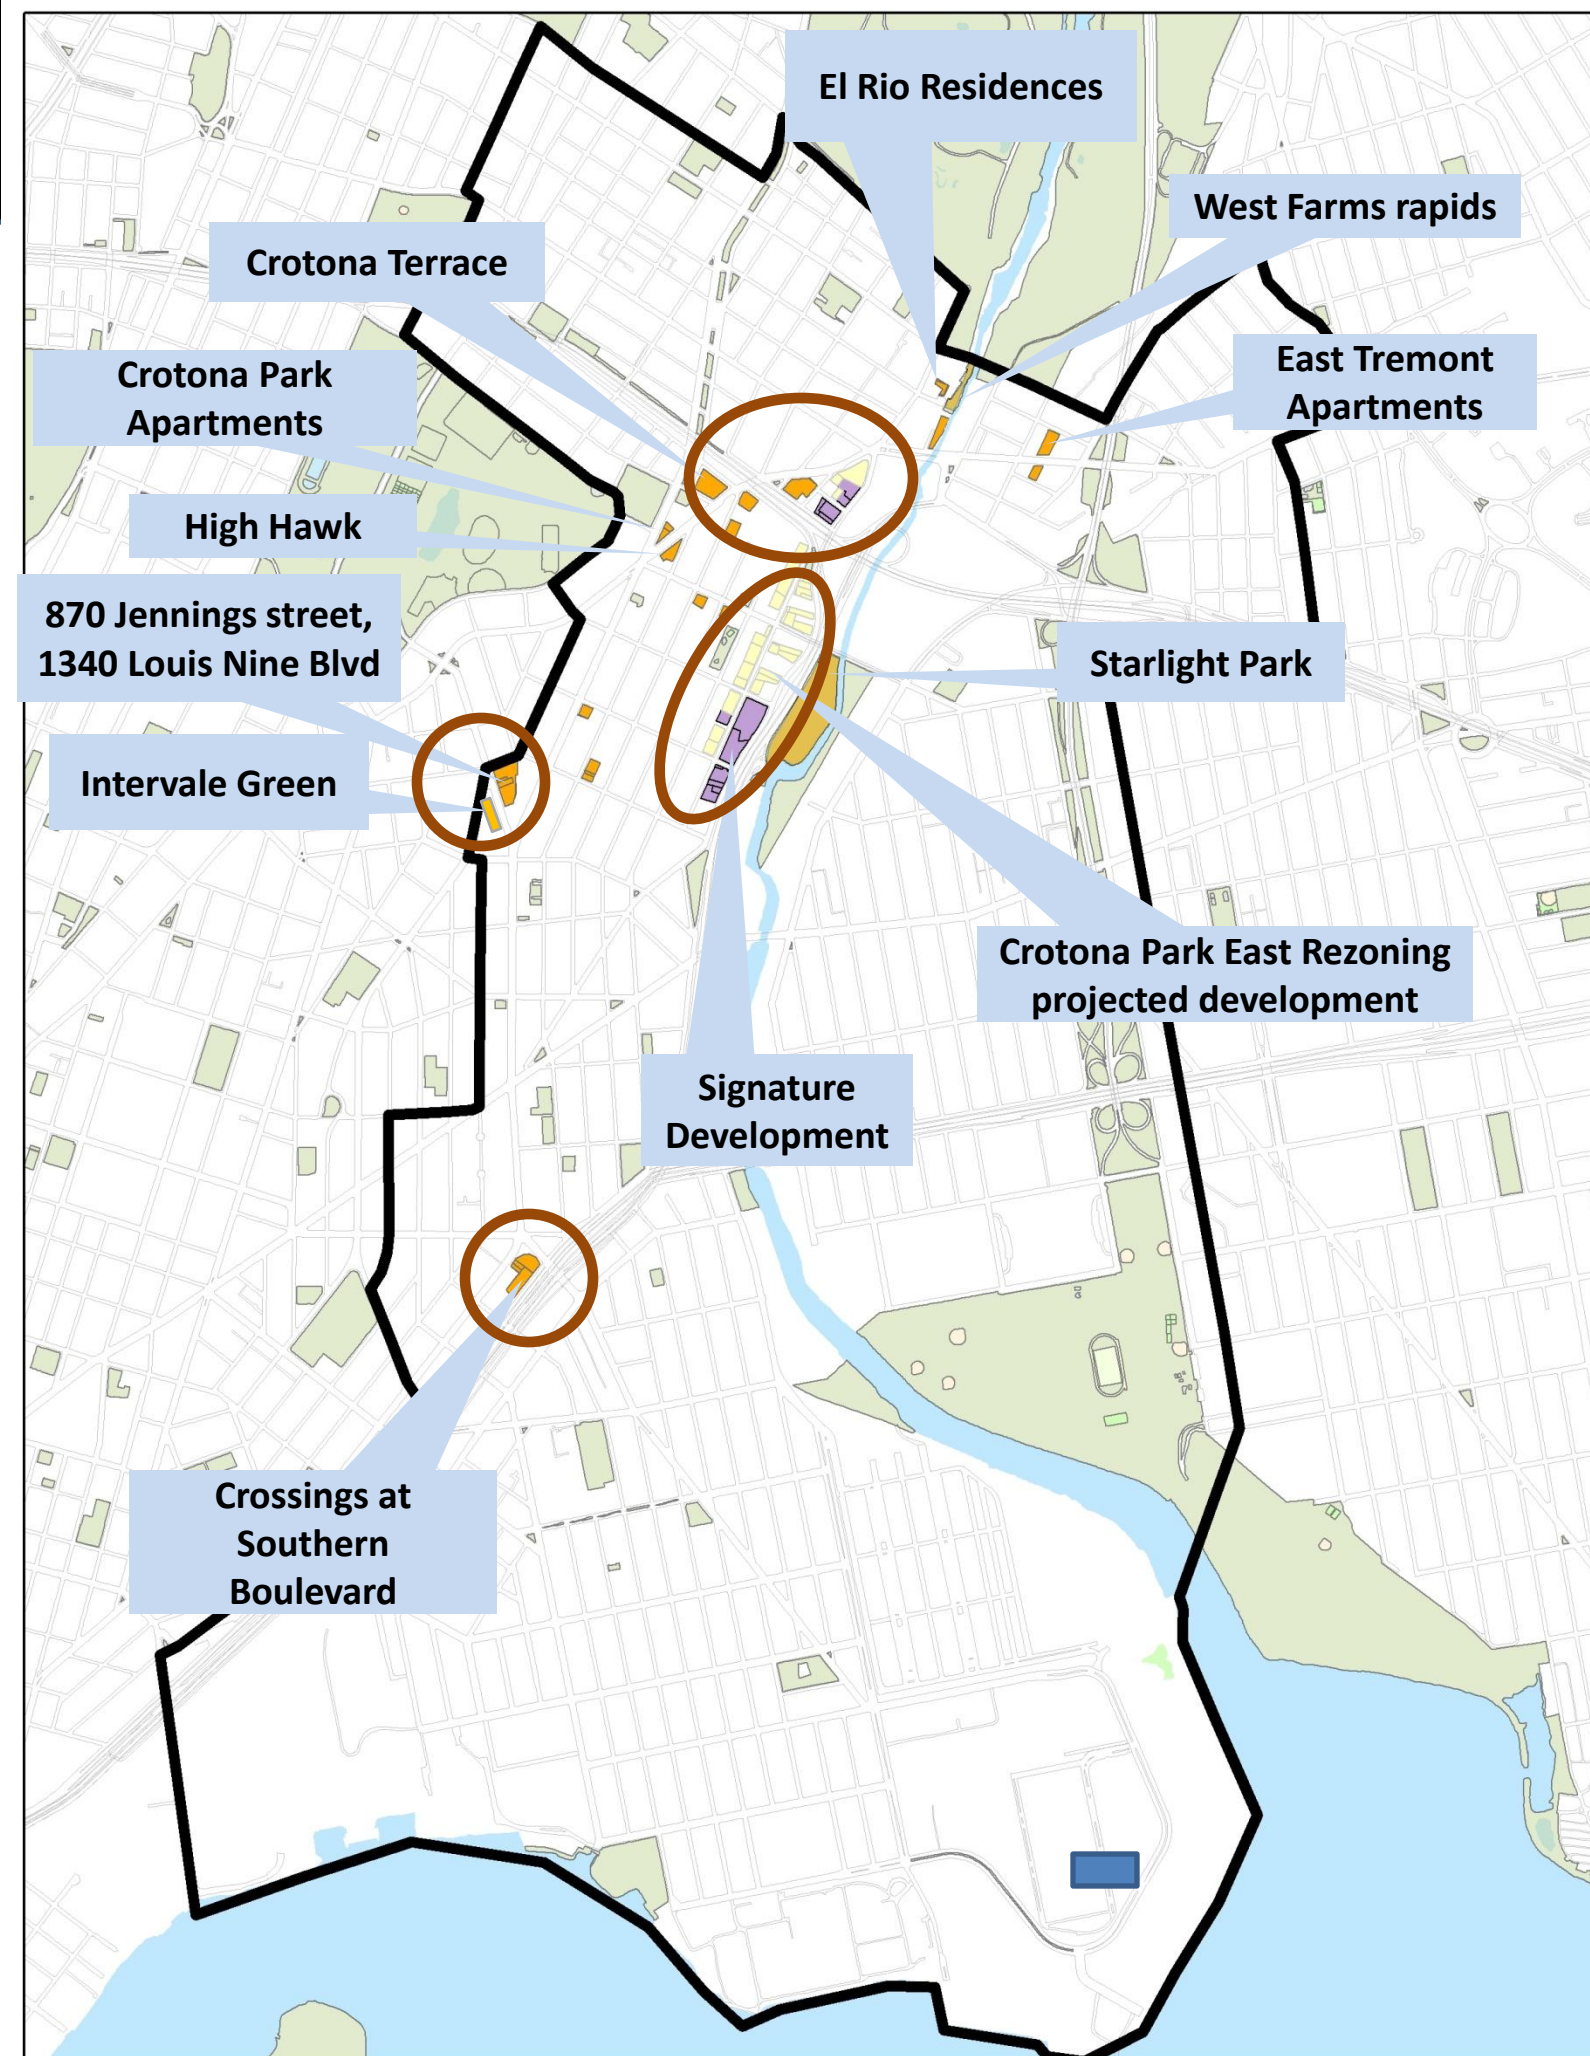 El Rio Residences
West Farms rapids
Crotona Terrace
East Tremont
Apartments
Crotona Park
Apartments
High Hawk
870 Jennings street,
1340 Louis Nine Blvd
Starlight Park
Intervale Green
Crotona Park East Rezoning
projected development
Signature
Development
Crossings at
Southern
Boulevard